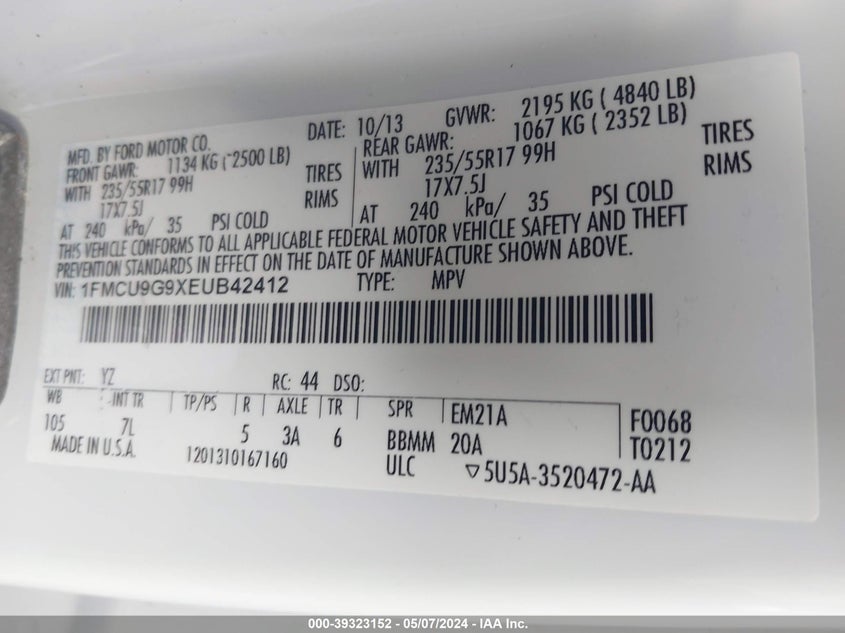 MFD. BY FORD MOTOR CO. DATE: 10/13 GVWR: 2195 KG ( 4840 LB)
FRONT GAWR: 1134 KG ( 2500 LB) REAR GAWR: 1067 KG ( 2352 LB)
WITH 235/55R17 99H TIRES WITH 235/55R17 99H TIRES
17X7.5J RIMS 17X7.5J RIMS
AT 240 kPa/ 35 PSI COLD AT 240 kPa/ 35 PSI COLD
THIS VEHICLE CONFORMS TO ALL APPLICABLE FEDERAL MOTOR VEHICLE SAFETY AND THEFT
PREVENTION STANDARDS IN EFFECT ON THE DATE OF MANUFACTURE SHOWN ABOVE.
VIN: 1FMCU9G9XEUB42412 TYPE: MPV
EXT PNT: YZ RC: 44 DSO:
WB INT TR TP/PS R AXLE TR SPR EM21A F0068
105 7L 5 3A 6 BBMM 20A T0212
MADE IN U.S.A. 1201310167160 ULC ▽5U5A-3520472-AA
000-39323152 — 05/07/2024 — IAA Inc.